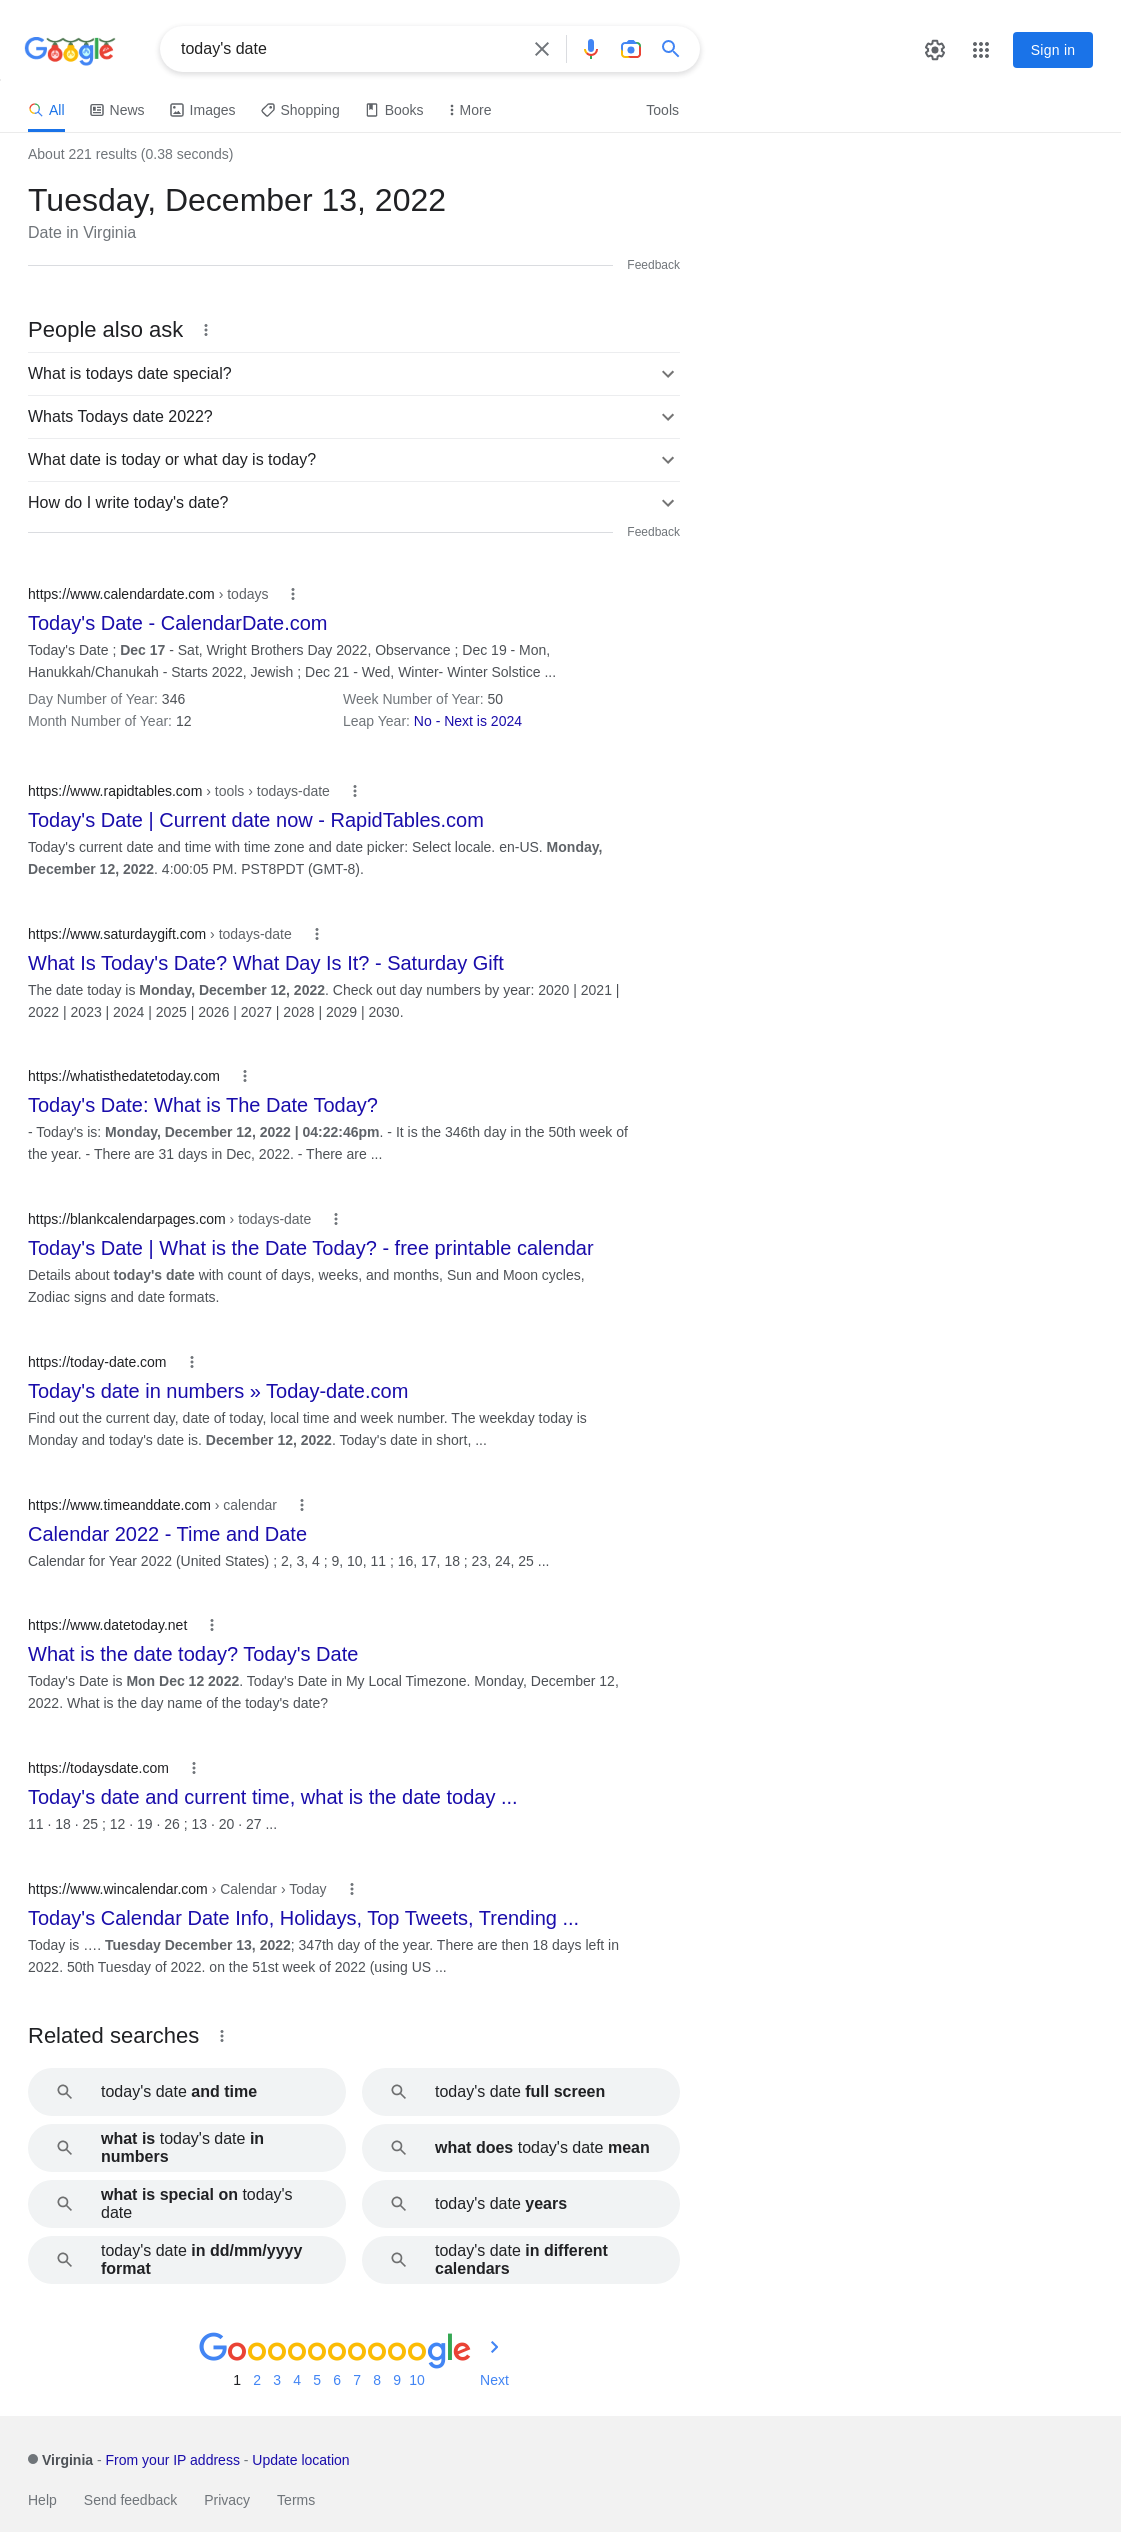 Google
today's date
Sign in
All
News
Images
Shopping
Books
More
Tools
About 221 results (0.38 seconds)
Tuesday, December 13, 2022
Date in Virginia
Feedback
People also ask
What is todays date special?
Whats Todays date 2022?
What date is today or what day is today?
How do I write today's date?
Feedback
https://www.calendardate.com › todays
Today's Date - CalendarDate.com
Today's Date ; Dec 17 - Sat, Wright Brothers Day 2022, Observance ; Dec 19 - Mon,
Hanukkah/Chanukah - Starts 2022, Jewish ; Dec 21 - Wed, Winter- Winter Solstice ...
Day Number of Year: 346
Week Number of Year: 50
Month Number of Year: 12
Leap Year: No - Next is 2024
https://www.rapidtables.com › tools › todays-date
Today's Date | Current date now - RapidTables.com
Today's current date and time with time zone and date picker: Select locale. en-US. Monday,
December 12, 2022. 4:00:05 PM. PST8PDT (GMT-8).
https://www.saturdaygift.com › todays-date
What Is Today's Date? What Day Is It? - Saturday Gift
The date today is Monday, December 12, 2022. Check out day numbers by year: 2020 | 2021 |
2022 | 2023 | 2024 | 2025 | 2026 | 2027 | 2028 | 2029 | 2030.
https://whatisthedatetoday.com
Today's Date: What is The Date Today?
- Today's is: Monday, December 12, 2022 | 04:22:46pm. - It is the 346th day in the 50th week of
the year. - There are 31 days in Dec, 2022. - There are ...
https://blankcalendarpages.com › todays-date
Today's Date | What is the Date Today? - free printable calendar
Details about today's date with count of days, weeks, and months, Sun and Moon cycles,
Zodiac signs and date formats.
https://today-date.com
Today's date in numbers » Today-date.com
Find out the current day, date of today, local time and week number. The weekday today is
Monday and today's date is. December 12, 2022. Today's date in short, ...
https://www.timeanddate.com › calendar
Calendar 2022 - Time and Date
Calendar for Year 2022 (United States) ; 2, 3, 4 ; 9, 10, 11 ; 16, 17, 18 ; 23, 24, 25 ...
https://www.datetoday.net
What is the date today? Today's Date
Today's Date is Mon Dec 12 2022. Today's Date in My Local Timezone. Monday, December 12,
2022. What is the day name of the today's date?
https://todaysdate.com
Today's date and current time, what is the date today ...
11 · 18 · 25 ; 12 · 19 · 26 ; 13 · 20 · 27 ...
https://www.wincalendar.com › Calendar › Today
Today's Calendar Date Info, Holidays, Top Tweets, Trending ...
Today is …. Tuesday December 13, 2022; 347th day of the year. There are then 18 days left in
2022. 50th Tuesday of 2022. on the 51st week of 2022 (using US ...
Related searches
today's date and time
today's date full screen
what is today's date in
numbers
what does today's date mean
what is special on today's
date
today's date years
today's date in dd/mm/yyyy
format
today's date in different
calendars
Goooooooooogle
1 2 3 4 5 6 7 8 9 10 Next
Virginia - From your IP address - Update location
Help Send feedback Privacy Terms